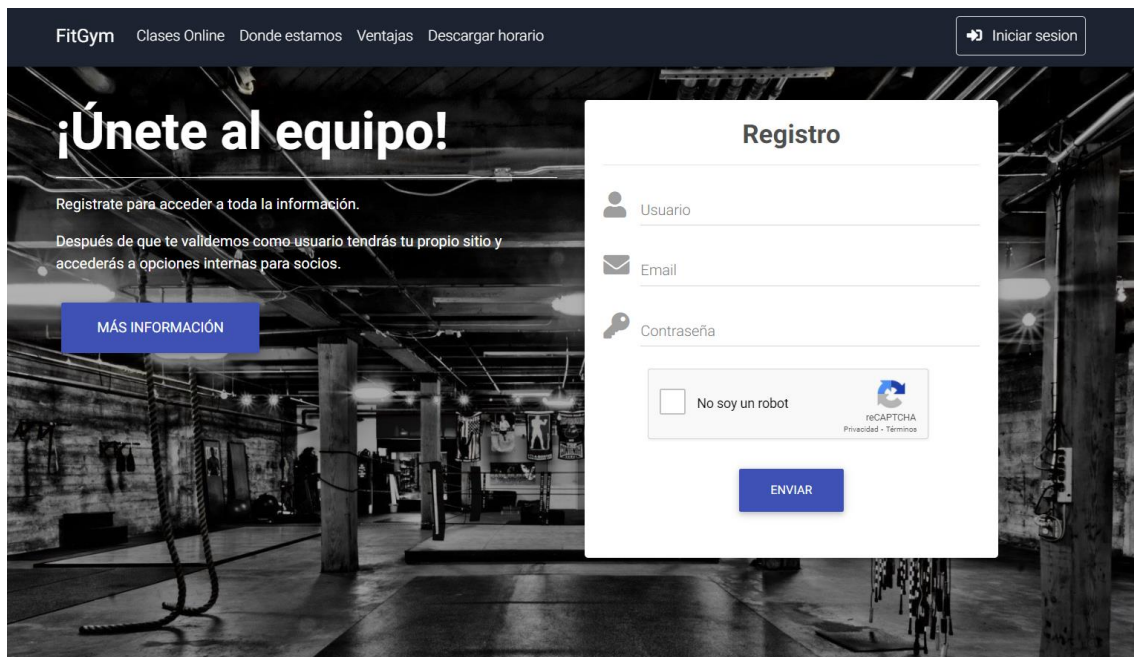 FitGym Clases Online Donde estamos Ventajas Descargar horario Iniciar sesion
¡Únete al equipo!
Registrate para acceder a toda la información.
Después de que te validemos como usuario tendrás tu propio sitio y
accederás a opciones internas para socios.
MÁS INFORMACIÓN
Registro
Usuario
Email
Contraseña
No soy un robot
reCAPTCHA
Privacidad - Términos
ENVIAR